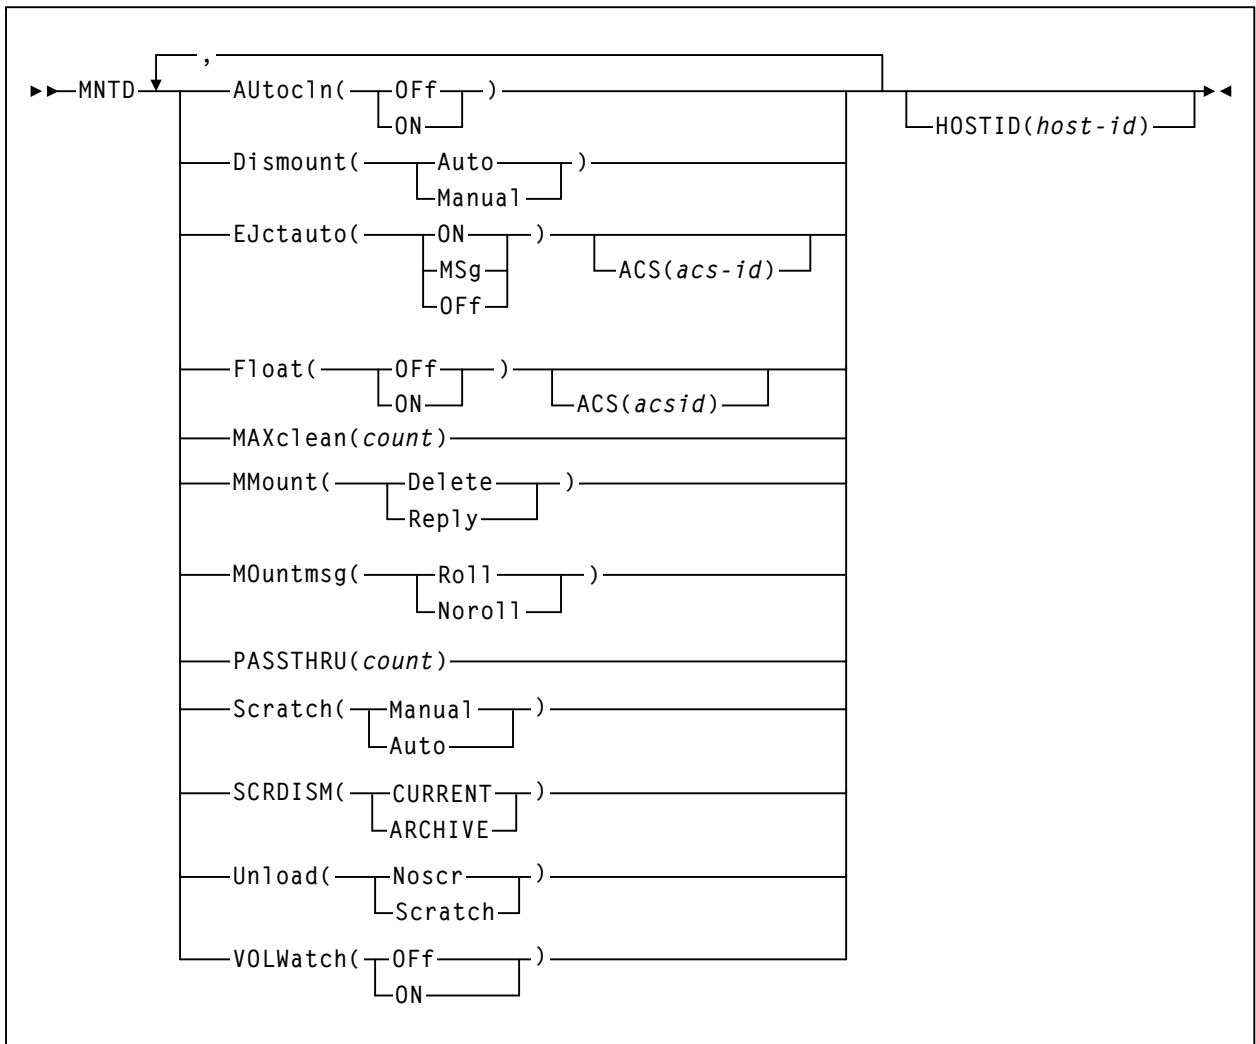 ,
MNTD AUtocln( OFf ) 
ON HOSTID(host-id)
Dismount( Auto )
Manual
EJctauto( ON )
MSg ACS(acs-id)
OFf
Float( OFf )
ON ACS(acsid)
MAXclean(count)
MMount( Delete )
Reply
MOuntmsg( Roll )
Noroll
PASSTHRU(count)
Scratch( Manual )
Auto
SCRDISM( CURRENT )
ARCHIVE
Unload( Noscr )
Scratch
VOLWatch( OFf )
ON